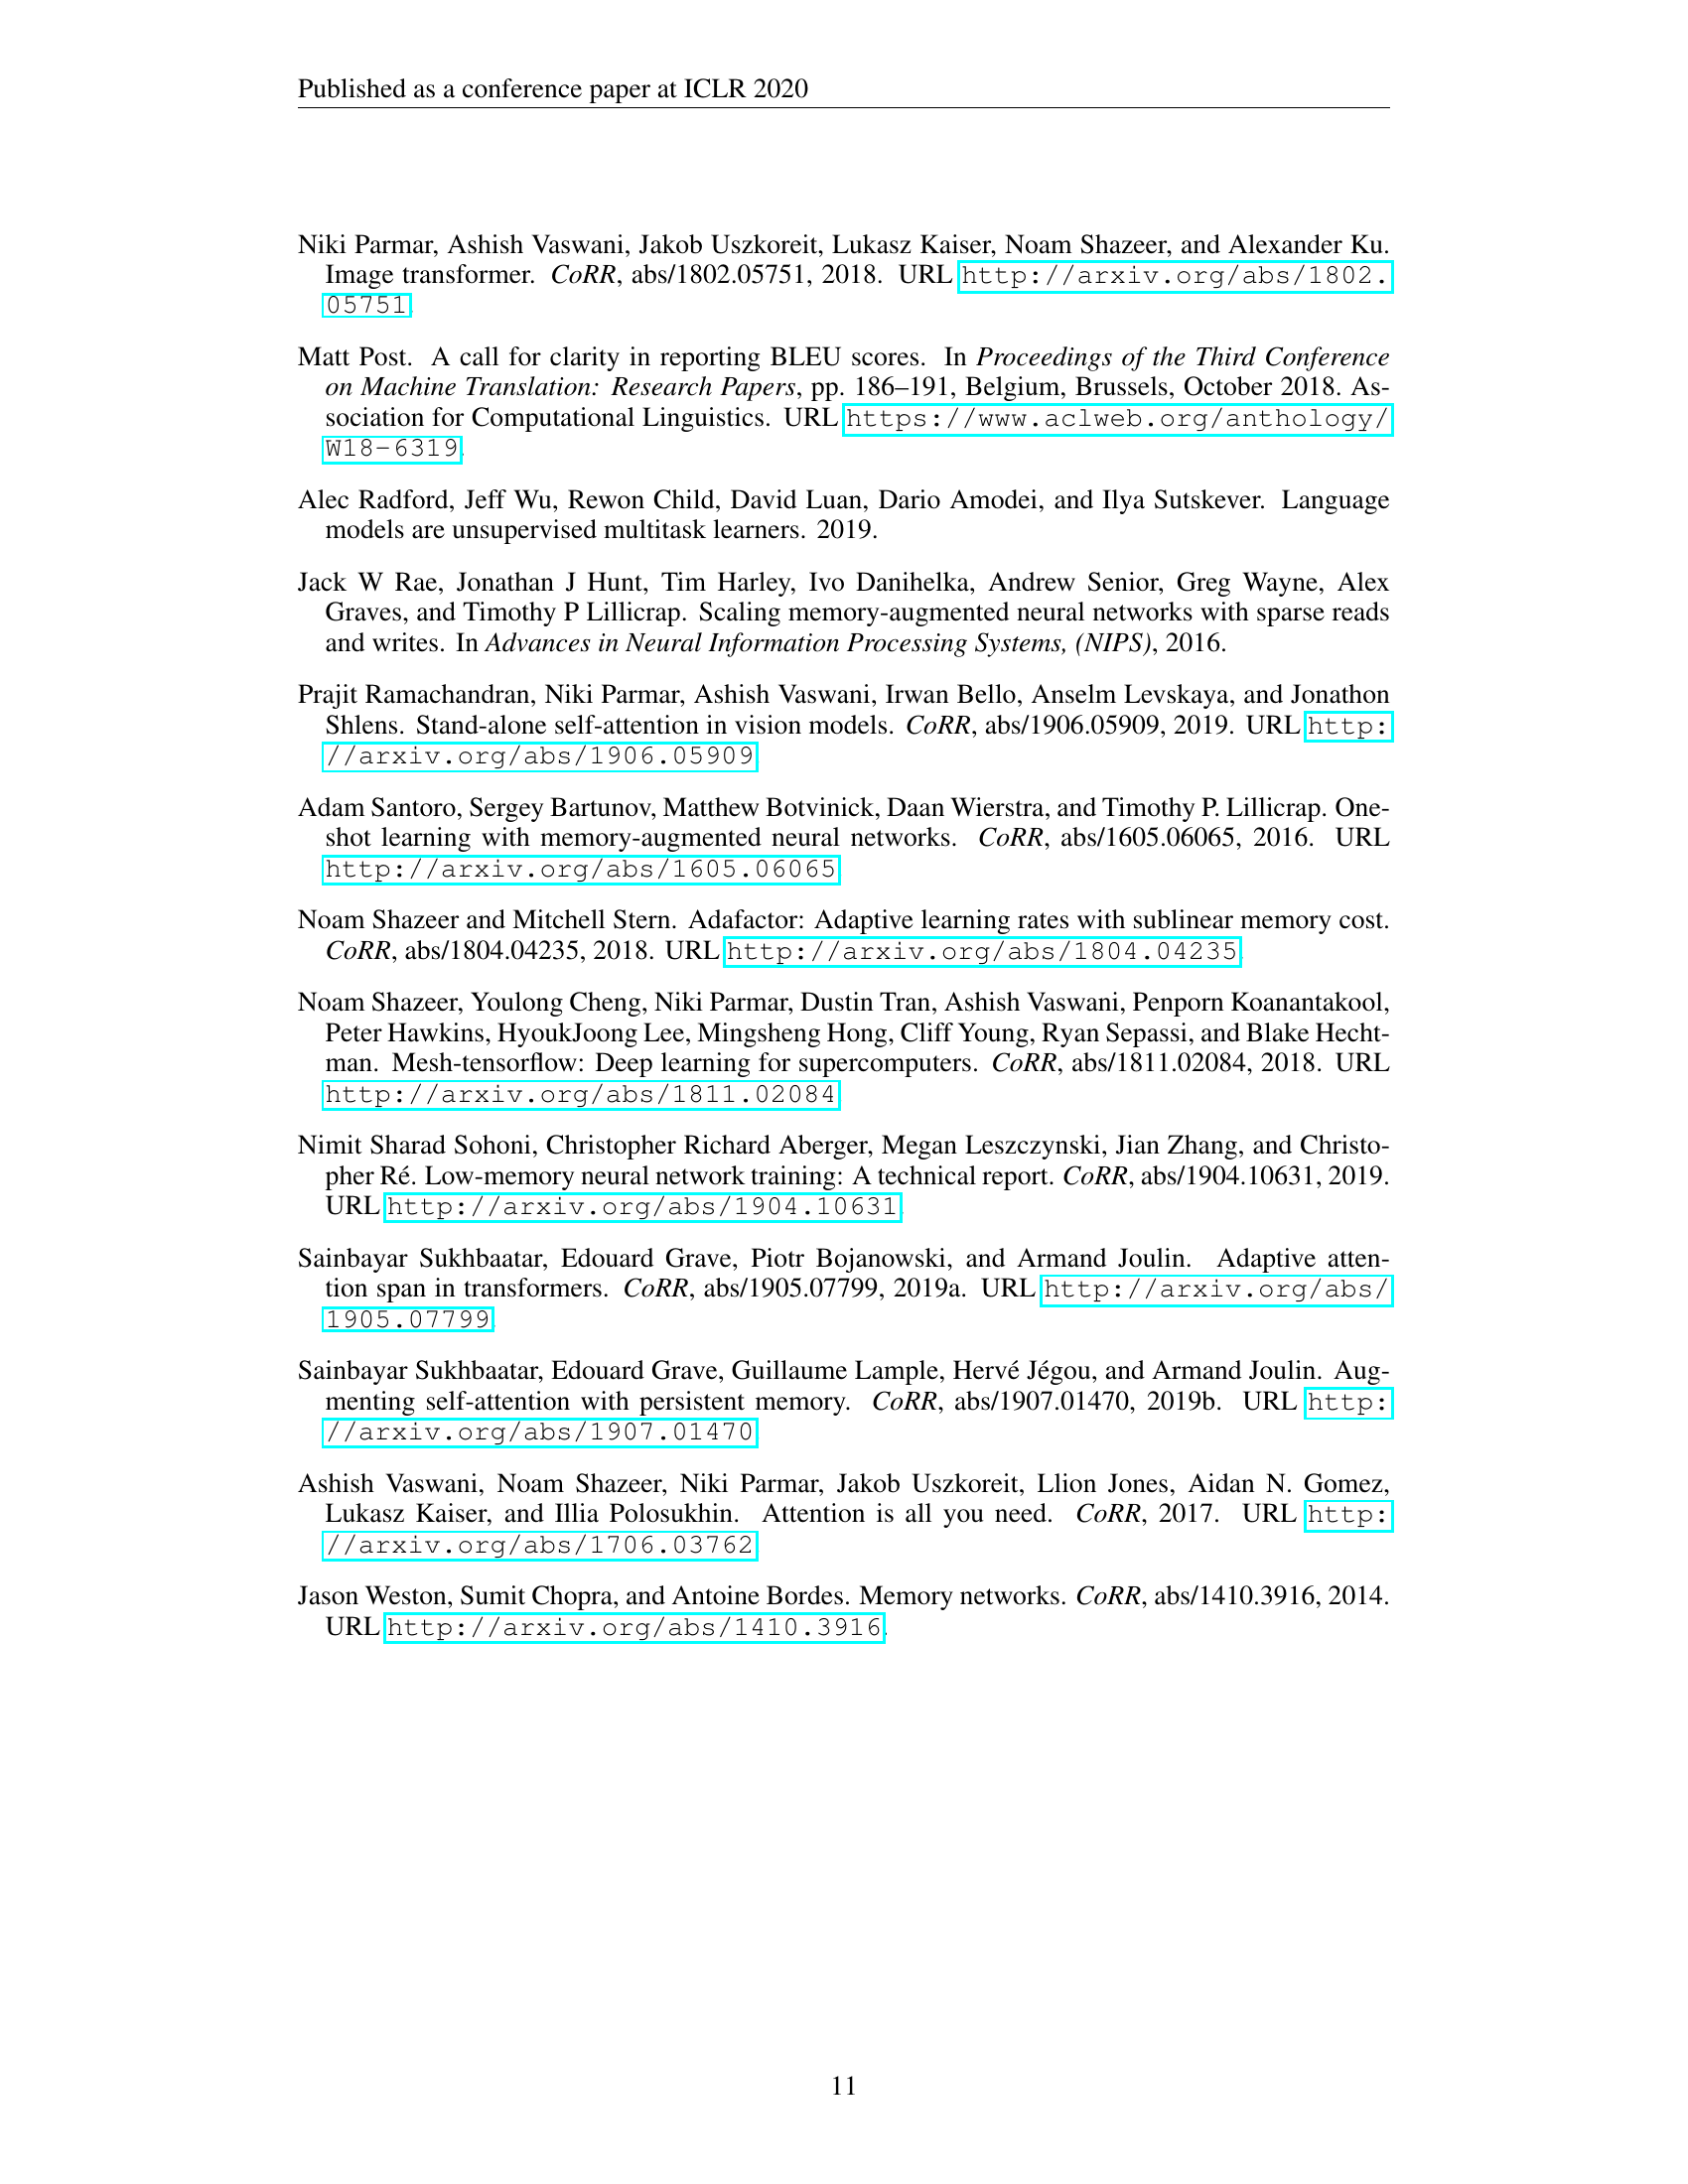 Published as a conference paper at ICLR 2020
Niki Parmar, Ashish Vaswani, Jakob Uszkoreit, Lukasz Kaiser, Noam Shazeer, and Alexander Ku.
Image transformer. CoRR, abs/1802.05751, 2018. URL http://arxiv.org/abs/1802.
05751.
Matt Post. A call for clarity in reporting BLEU scores. In Proceedings of the Third Conference
on Machine Translation: Research Papers, pp. 186–191, Belgium, Brussels, October 2018. As-
sociation for Computational Linguistics. URL https://www.aclweb.org/anthology/
W18-6319.
Alec Radford, Jeff Wu, Rewon Child, David Luan, Dario Amodei, and Ilya Sutskever. Language
models are unsupervised multitask learners. 2019.
Jack W Rae, Jonathan J Hunt, Tim Harley, Ivo Danihelka, Andrew Senior, Greg Wayne, Alex
Graves, and Timothy P Lillicrap. Scaling memory-augmented neural networks with sparse reads
and writes. In Advances in Neural Information Processing Systems, (NIPS), 2016.
Prajit Ramachandran, Niki Parmar, Ashish Vaswani, Irwan Bello, Anselm Levskaya, and Jonathon
Shlens. Stand-alone self-attention in vision models. CoRR, abs/1906.05909, 2019. URL http:
//arxiv.org/abs/1906.05909.
Adam Santoro, Sergey Bartunov, Matthew Botvinick, Daan Wierstra, and Timothy P. Lillicrap. One-
shot learning with memory-augmented neural networks. CoRR, abs/1605.06065, 2016. URL
http://arxiv.org/abs/1605.06065.
Noam Shazeer and Mitchell Stern. Adafactor: Adaptive learning rates with sublinear memory cost.
CoRR, abs/1804.04235, 2018. URL http://arxiv.org/abs/1804.04235.
Noam Shazeer, Youlong Cheng, Niki Parmar, Dustin Tran, Ashish Vaswani, Penporn Koanantakool,
Peter Hawkins, HyoukJoong Lee, Mingsheng Hong, Cliff Young, Ryan Sepassi, and Blake Hecht-
man. Mesh-tensorflow: Deep learning for supercomputers. CoRR, abs/1811.02084, 2018. URL
http://arxiv.org/abs/1811.02084.
Nimit Sharad Sohoni, Christopher Richard Aberger, Megan Leszczynski, Jian Zhang, and Christo-
pher Ré. Low-memory neural network training: A technical report. CoRR, abs/1904.10631, 2019.
URL http://arxiv.org/abs/1904.10631.
Sainbayar Sukhbaatar, Edouard Grave, Piotr Bojanowski, and Armand Joulin. Adaptive atten-
tion span in transformers. CoRR, abs/1905.07799, 2019a. URL http://arxiv.org/abs/
1905.07799.
Sainbayar Sukhbaatar, Edouard Grave, Guillaume Lample, Hervé Jégou, and Armand Joulin. Aug-
menting self-attention with persistent memory. CoRR, abs/1907.01470, 2019b. URL http:
//arxiv.org/abs/1907.01470.
Ashish Vaswani, Noam Shazeer, Niki Parmar, Jakob Uszkoreit, Llion Jones, Aidan N. Gomez,
Lukasz Kaiser, and Illia Polosukhin. Attention is all you need. CoRR, 2017. URL http:
//arxiv.org/abs/1706.03762.
Jason Weston, Sumit Chopra, and Antoine Bordes. Memory networks. CoRR, abs/1410.3916, 2014.
URL http://arxiv.org/abs/1410.3916.
11